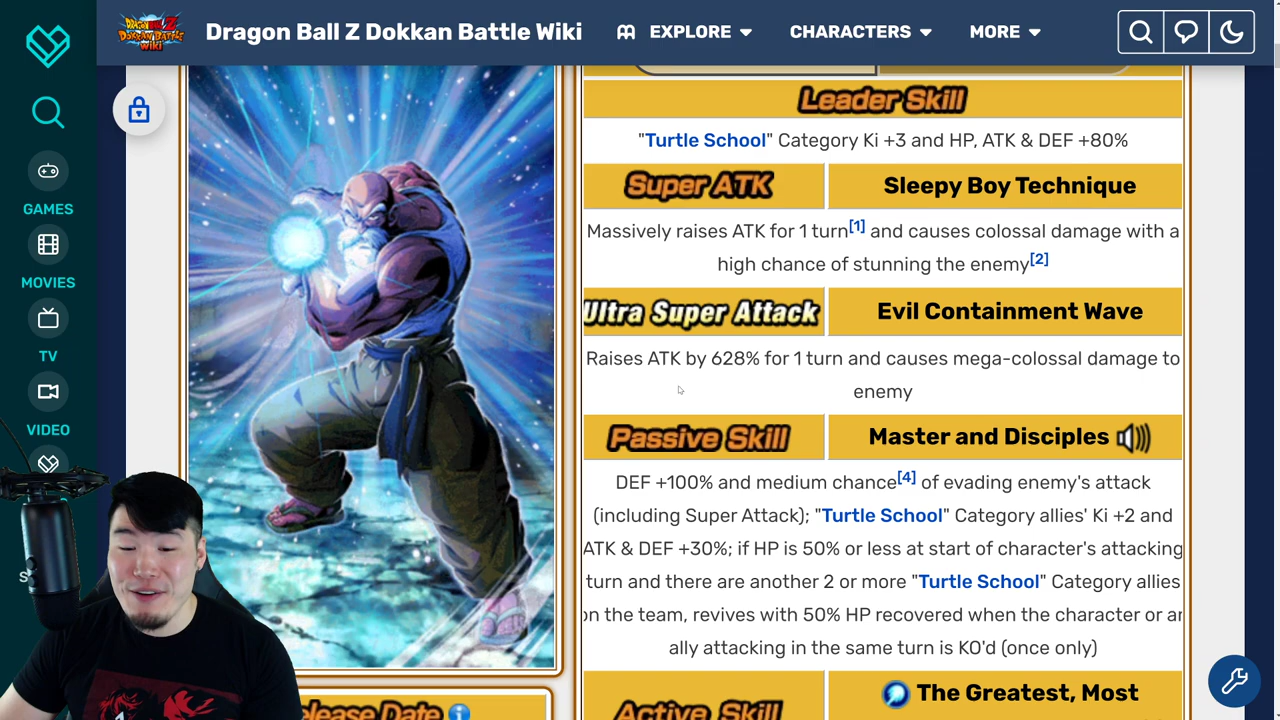 Dragon Ball Z Dokkan Battle Wiki
EXPLORE
CHARACTERS
MORE
GAMES
MOVIES
TV
VIDEO
Leader Skill
"Turtle School" Category Ki +3 and HP, ATK & DEF +80%
Super ATK
Sleepy Boy Technique
Massively raises ATK for 1 turn[1] and causes colossal damage with a
high chance of stunning the enemy[2]
Ultra Super Attack
Evil Containment Wave
Raises ATK by 628% for 1 turn and causes mega-colossal damage to
enemy
Passive Skill
Master and Disciples
DEF +100% and medium chance[4] of evading enemy's attack
(including Super Attack); "Turtle School" Category allies' Ki +2 and
ATK & DEF +30%; if HP is 50% or less at start of character's attacking
turn and there are another 2 or more "Turtle School" Category allies
on the team, revives with 50% HP recovered when the character or an
ally attacking in the same turn is KO'd (once only)
Active Skill
The Greatest, Most
Release Date